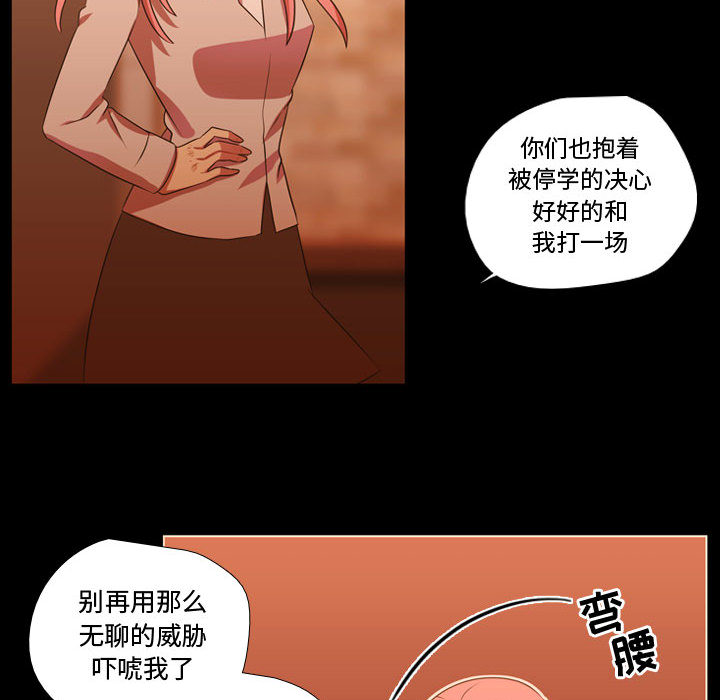 你们也抱着
被停学的决心
好好的和
我打一场
别再用那么
无聊的威胁
吓唬我了
弯腰